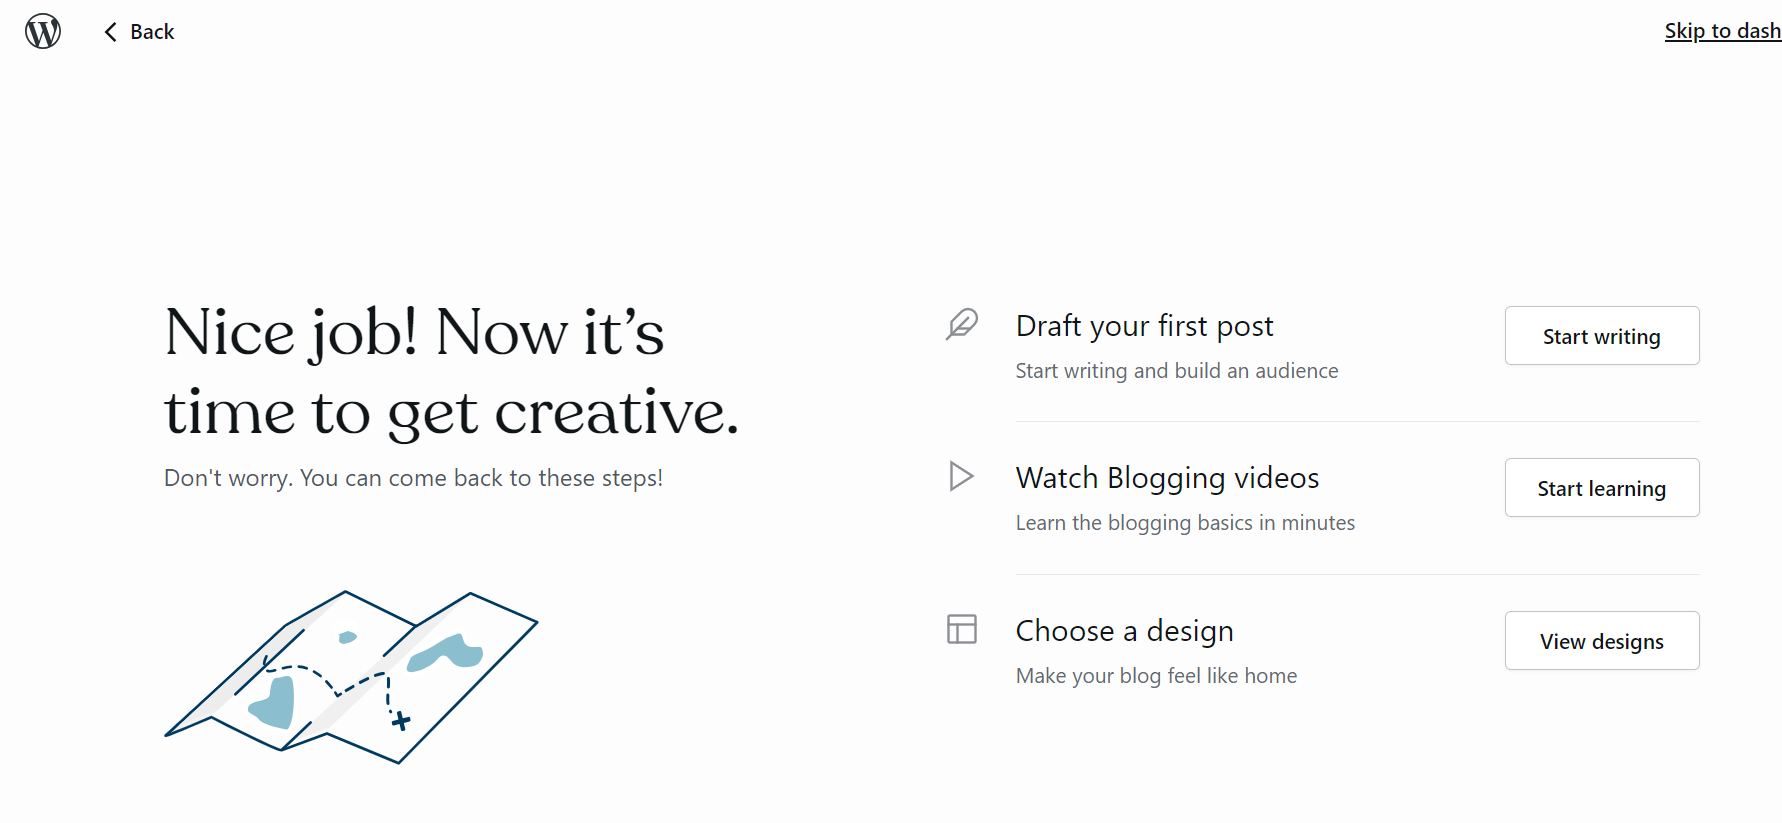 Back
Skip to dash
Nice job! Now it’s
time to get creative.
Don't worry. You can come back to these steps!
Draft your first post
Start writing and build an audience
Start writing
Watch Blogging videos
Learn the blogging basics in minutes
Start learning
Choose a design
Make your blog feel like home
View designs